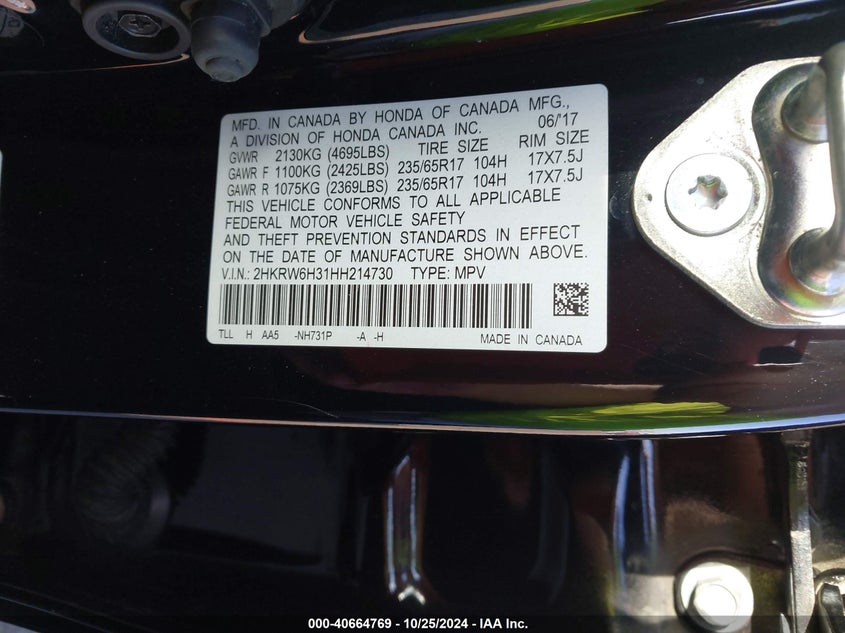 MFD. IN CANADA BY HONDA OF CANADA MFG.,
A DIVISION OF HONDA CANADA INC. 06/17
GVWR 2130KG (4695LBS) TIRE SIZE RIM SIZE
GAWR F 1100KG (2425LBS) 235/65R17 104H 17X7.5J
GAWR R 1075KG (2369LBS) 235/65R17 104H 17X7.5J
THIS VEHICLE CONFORMS TO ALL APPLICABLE
FEDERAL MOTOR VEHICLE SAFETY
AND THEFT PREVENTION STANDARDS IN EFFECT
ON THE DATE OF MANUFACTURE SHOWN ABOVE.
V.I.N.: 2HKRW6H31HH214730 TYPE: MPV
TLL H AA5 -NH731P -A -H MADE IN CANADA
000-40664769 - 10/25/2024 - IAA Inc.